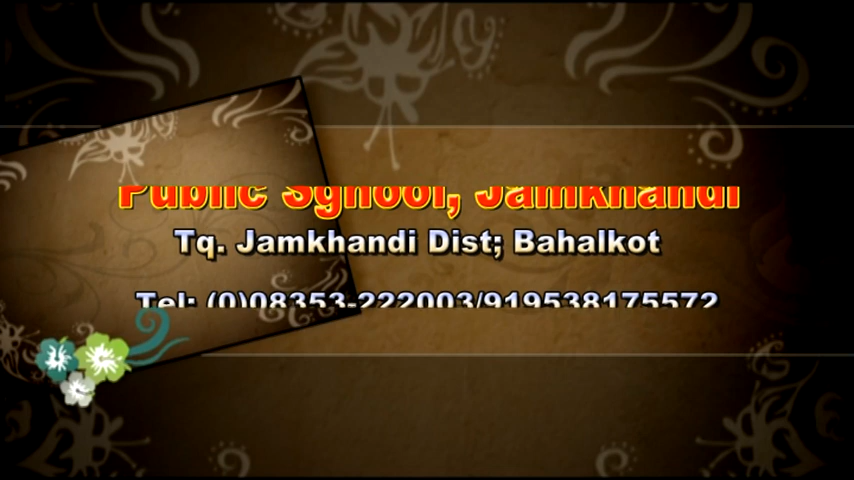 Public Sghool, Jamkhandi
Tq. Jamkhandi Dist; Bahalkot
Tel: (0)08353-222003/919538175572